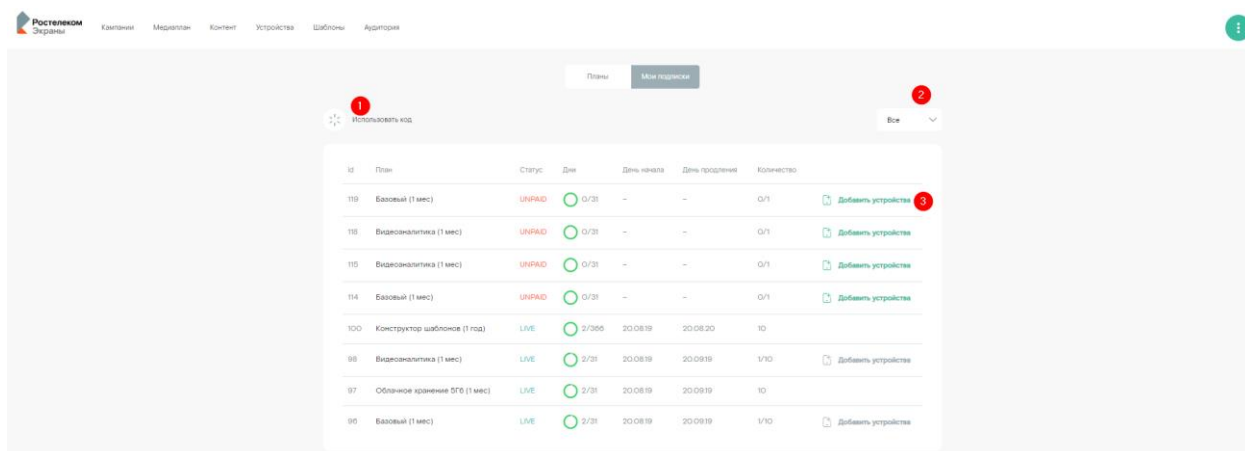 Ростелеком
Экраны
Кампании Медиаплан Контент Устройства Шаблоны Аудитория
Планы Мои подписки
1
2
Использовать код
Все
Id План Статус Дни День начала День продления Количество
119 Базовый (1 мес) UNPAID 0/31 – – 0/1 Добавить устройства 3
118 Видеоаналитика (1 мес) UNPAID 0/31 – – 0/1 Добавить устройства
115 Видеоаналитика (1 мес) UNPAID 0/31 – – 0/1 Добавить устройства
114 Базовый (1 мес) UNPAID 0/31 – – 0/1 Добавить устройства
100 Конструктор шаблонов (1 год) LIVE 2/366 20.08.19 20.08.20 10
98 Видеоаналитика (1 мес) LIVE 2/31 20.08.19 20.09.19 1/10 Добавить устройства
97 Облачное хранение 5Гб (1 мес) LIVE 2/31 20.08.19 20.09.19 10
96 Базовый (1 мес) LIVE 2/31 20.08.19 20.09.19 1/10 Добавить устройства